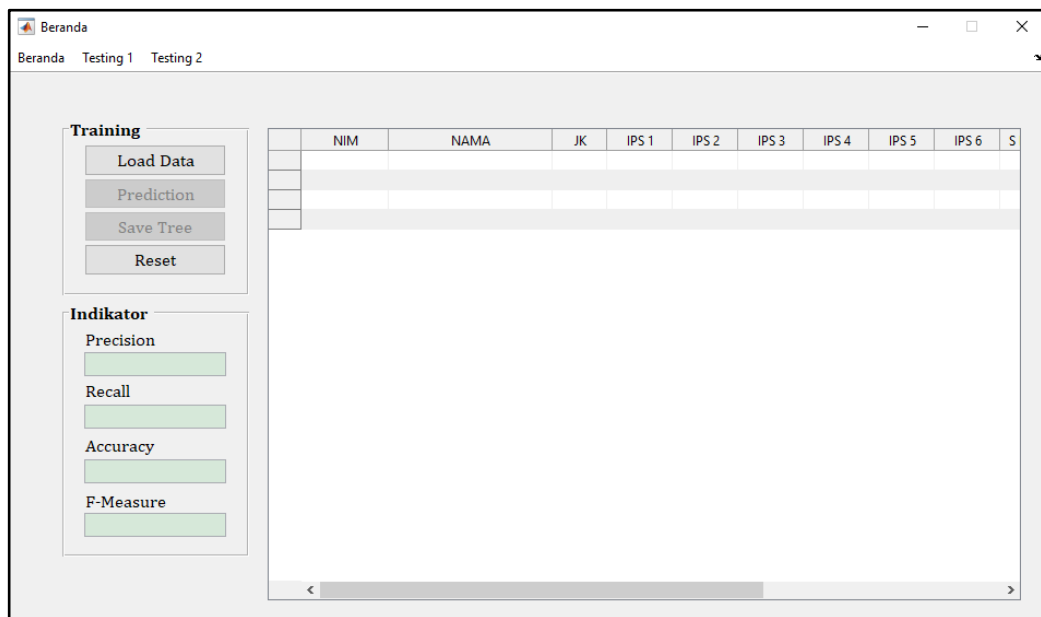 Beranda
Beranda Testing 1 Testing 2
Training
Load Data
Prediction
Save Tree
Reset
Indikator
Precision
Recall
Accuracy
F-Measure
NIM NAMA JK IPS 1 IPS 2 IPS 3 IPS 4 IPS 5 IPS 6 S